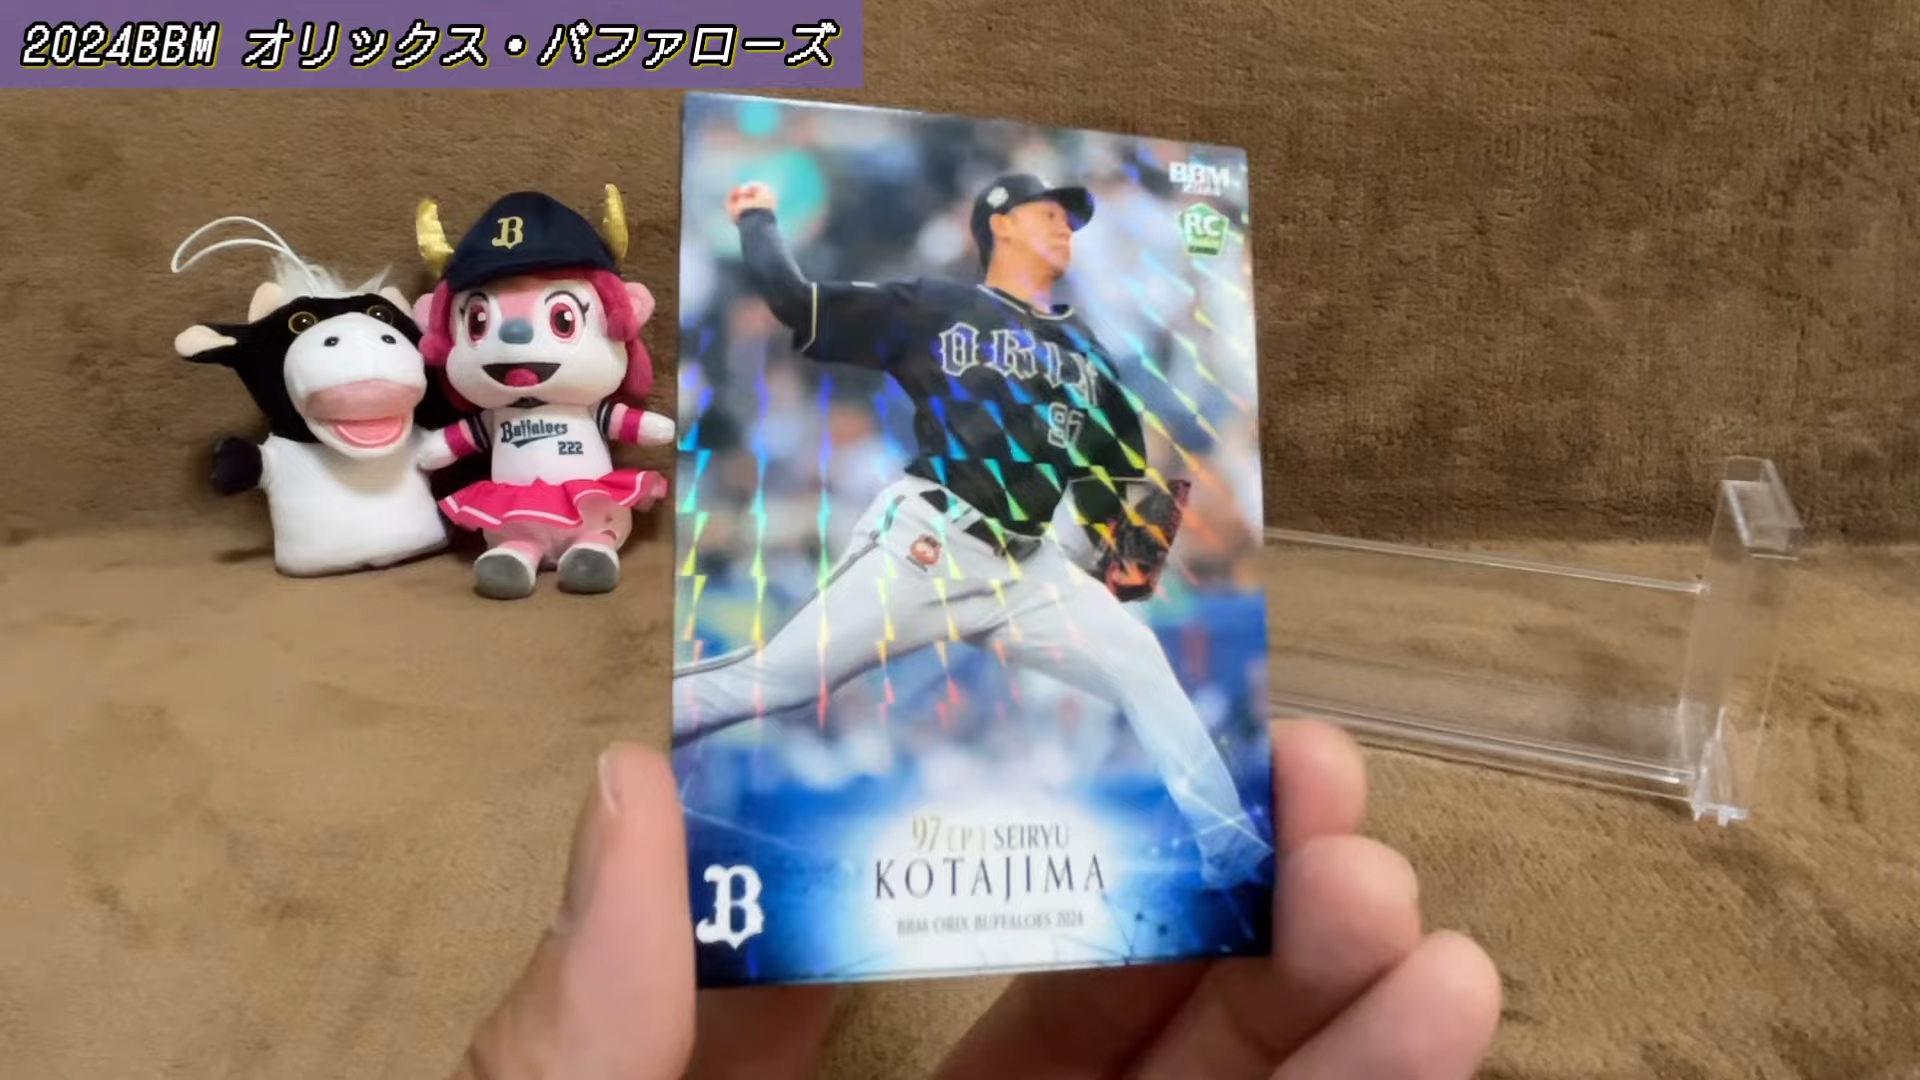 2024BBM オリックス・バファローズ
BBM
2024
RC
B
Buffaloes
222
ORIX
97
97 [P] SEIRYU
KOTAJIMA
B
BBM ORIX BUFFALOES 2024